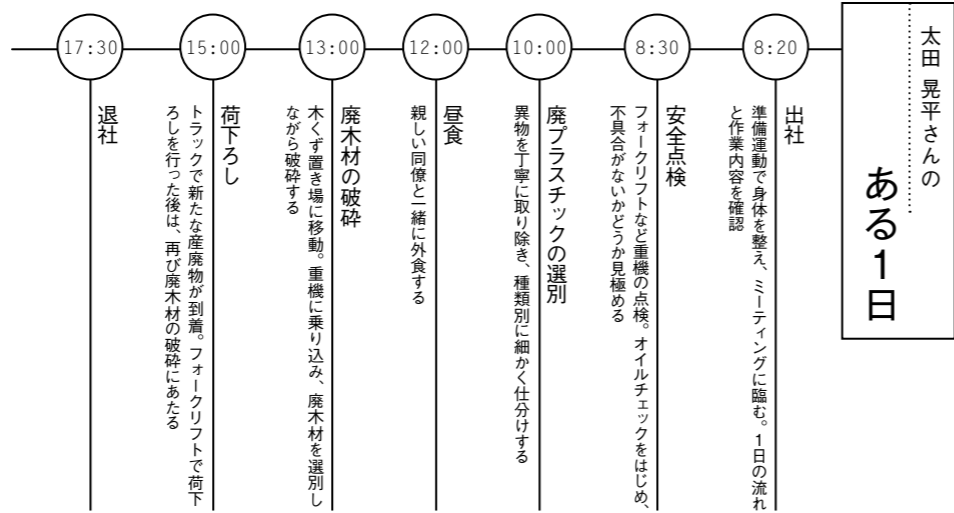 太田 晃平さんの
ある1日
8:20
出社
準備運動で身体を整え、ミーティングに臨む。1日の流れ
と作業内容を確認
8:30
安全点検
フォークリフトなど重機の点検。オイルチェックをはじめ、
不具合がないかどうか見極める
10:00
廃プラスチックの選別
異物を丁寧に取り除き、種類別に細かく仕分けする
12:00
昼食
親しい同僚と一緒に外食する
13:00
廃木材の破砕
木くず置き場に移動。重機に乗り込み、廃木材を選別し
ながら破砕する
15:00
荷下ろし
トラックで新たな産廃物が到着。フォークリフトで荷下
ろしを行った後は、再び廃木材の破砕にあたる
17:30
退社